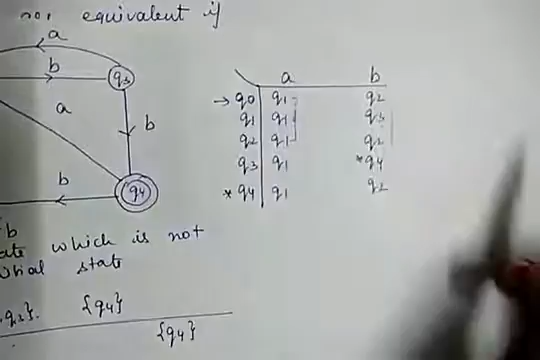 not equivalent if
a
b
q3
a
b
q4
b
b
which is not
state
q3}. {q4}
{q4}
a b
→ q0 q1 q2
q1 q1 q3
q2 q1 q2
q3 q1 *q4
* q4 q1 q2